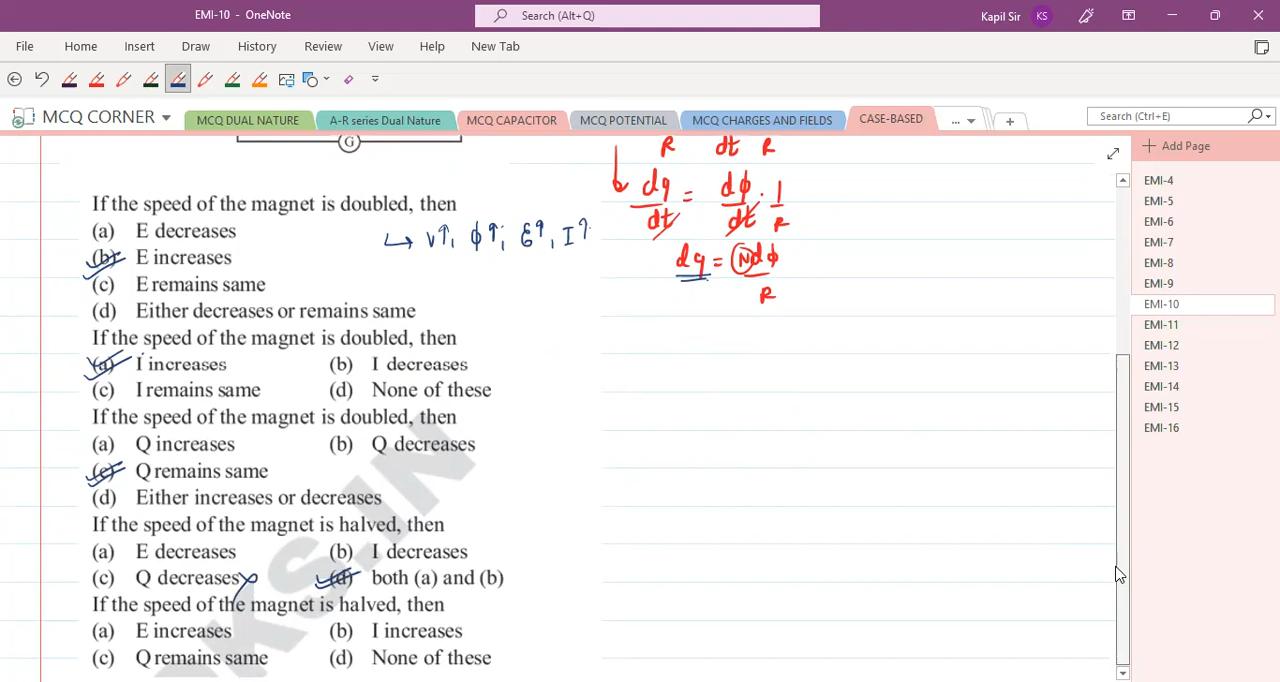 EMI-10 - OneNote
Search (Alt+Q)
Kapil Sir KS
File Home Insert Draw History Review View Help New Tab
MCQ CORNER
MCQ DUAL NATURE A-R series Dual Nature MCQ CAPACITOR MCQ POTENTIAL MCQ CHARGES AND FIELDS CASE-BASED ...
Search (Ctrl+E)
Add Page
EMI-4
EMI-5
EMI-6
EMI-7
EMI-8
EMI-9
EMI-10
EMI-11
EMI-12
EMI-13
EMI-14
EMI-15
EMI-16
G
If the speed of the magnet is doubled, then
(a) E decreases
(b) E increases
(c) E remains same
(d) Either decreases or remains same
If the speed of the magnet is doubled, then
(a) I increases (b) I decreases
(c) I remains same (d) None of these
If the speed of the magnet is doubled, then
(a) Q increases (b) Q decreases
(c) Q remains same
(d) Either increases or decreases
If the speed of the magnet is halved, then
(a) E decreases (b) I decreases
(c) Q decreases (d) both (a) and (b)
If the speed of the magnet is halved, then
(a) E increases (b) I increases
(c) Q remains same (d) None of these
↳ v↑, ϕ↑; ε↑, I↑
R dt R
dq/dt = dϕ/dt · 1/R
dq = Ndϕ/R
KS.IN